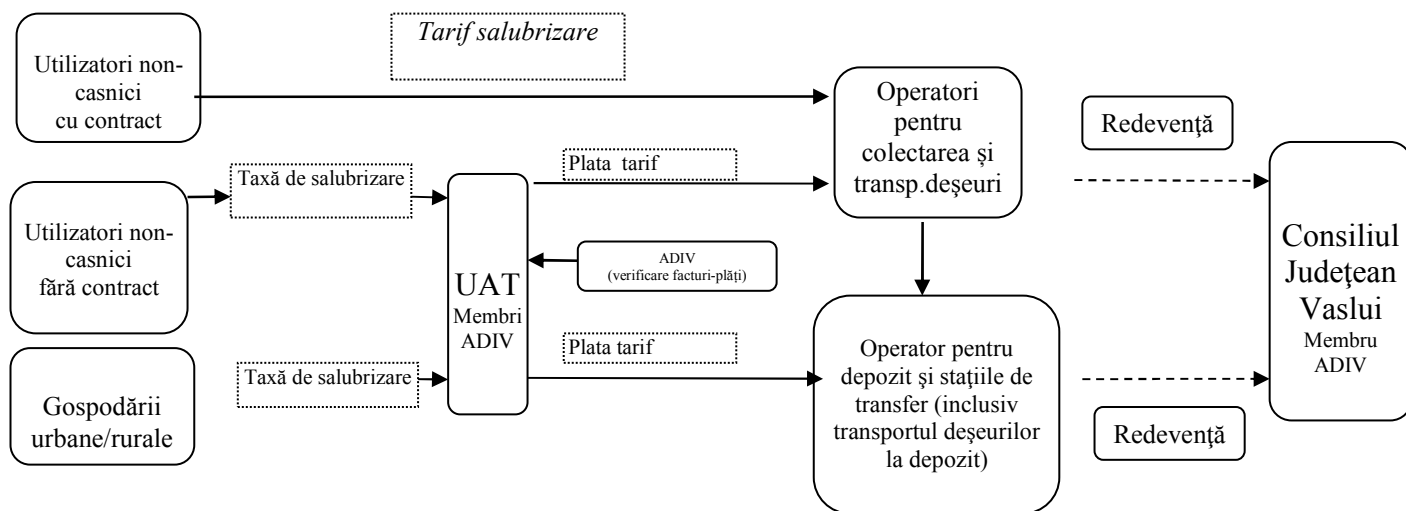 Tarif salubrizare
Utilizatori non-
casnici
cu contract
Operatori
pentru
colectarea și
transp.deşeuri
Redevenţă
Taxă de salubrizare
Plata tarif
Utilizatori non-
casnici
fără contract
UAT
Membri
ADIV
ADIV
(verificare facturi-plăți)
Consiliul
Judeţean
Vaslui
Membru
ADIV
Gospodării
urbane/rurale
Taxă de salubrizare
Plata tarif
Operator pentru
depozit şi staţiile de
transfer (inclusiv
transportul deşeurilor
la depozit)
Redevenţă